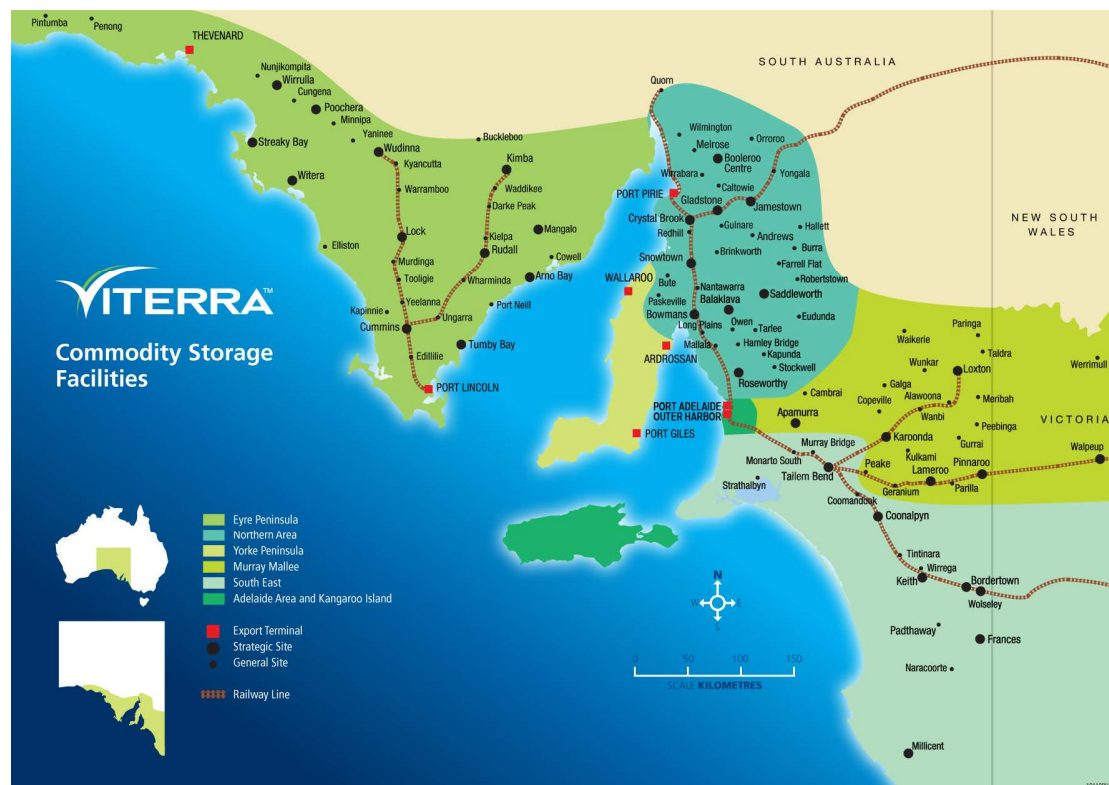 Pintumba
Penong
THEVENARD
Nunjikompita
Wirrulla
Cungena
Poochera
Minnipa
Yaninee
Streaky Bay
Wudinna
Witera
Kyancutta
Warramboo
Buckleboo
Kimba
Waddikee
Darke Peak
Elliston
Lock
Kielpa
Mangalo
Rudall
Murdinga
Cowell
Tooligie
Wharminda
Arno Bay
Yeelanna
Port Neill
Kapinnie
Ungarra
Cummins
Tumby Bay
Edillilie
PORT LINCOLN
SOUTH AUSTRALIA
Quorn
Wilmington
Orroroo
Melrose
Booleroo
Centre
Wirrabara
Yongala
PORT PIRIE
Caltowie
Gladstone
Jamestown
Crystal Brook
Gulnare
Hallett
Redhill
Andrews
Brinkworth
Burra
Snowtown
Farrell Flat
WALLAROO
Bute
Nantawarra
Robertstown
Paskeville
Balaklava
Saddleworth
Bowmans
Owen
Eudunda
Long Plains
Tarlee
Mallala
Hamley Bridge
ARDROSSAN
Kapunda
Stockwell
Roseworthy
PORT ADELAIDE
OUTER HARBOR
PORT GILES
NEW SOUTH
WALES
Waikerie
Paringa
Taldra
Werrimull
Wunkar
Loxton
Cambrai
Galga
Alawoona
Meribah
Copeville
Wanbi
Apamurra
VICTORIA
Peebinga
Karoonda
Gurrai
Murray Bridge
Kulkami
Walpeup
Monarto South
Peake
Lameroo
Pinnaroo
Tailem Bend
Strathalbyn
Geranium
Parilla
Coomandook
Coonalpyn
Tintinara
Wirrega
Keith
Bordertown
Wolseley
Padthaway
Frances
Naracoorte
Millicent
VITERRA™
Commodity Storage
Facilities
Eyre Peninsula
Northern Area
Yorke Peninsula
Murray Mallee
South East
Adelaide Area and Kangaroo Island
Export Terminal
Strategic Site
General Site
Railway Line
N
W E
S
0 50 100 150
SCALE KILOMETRES